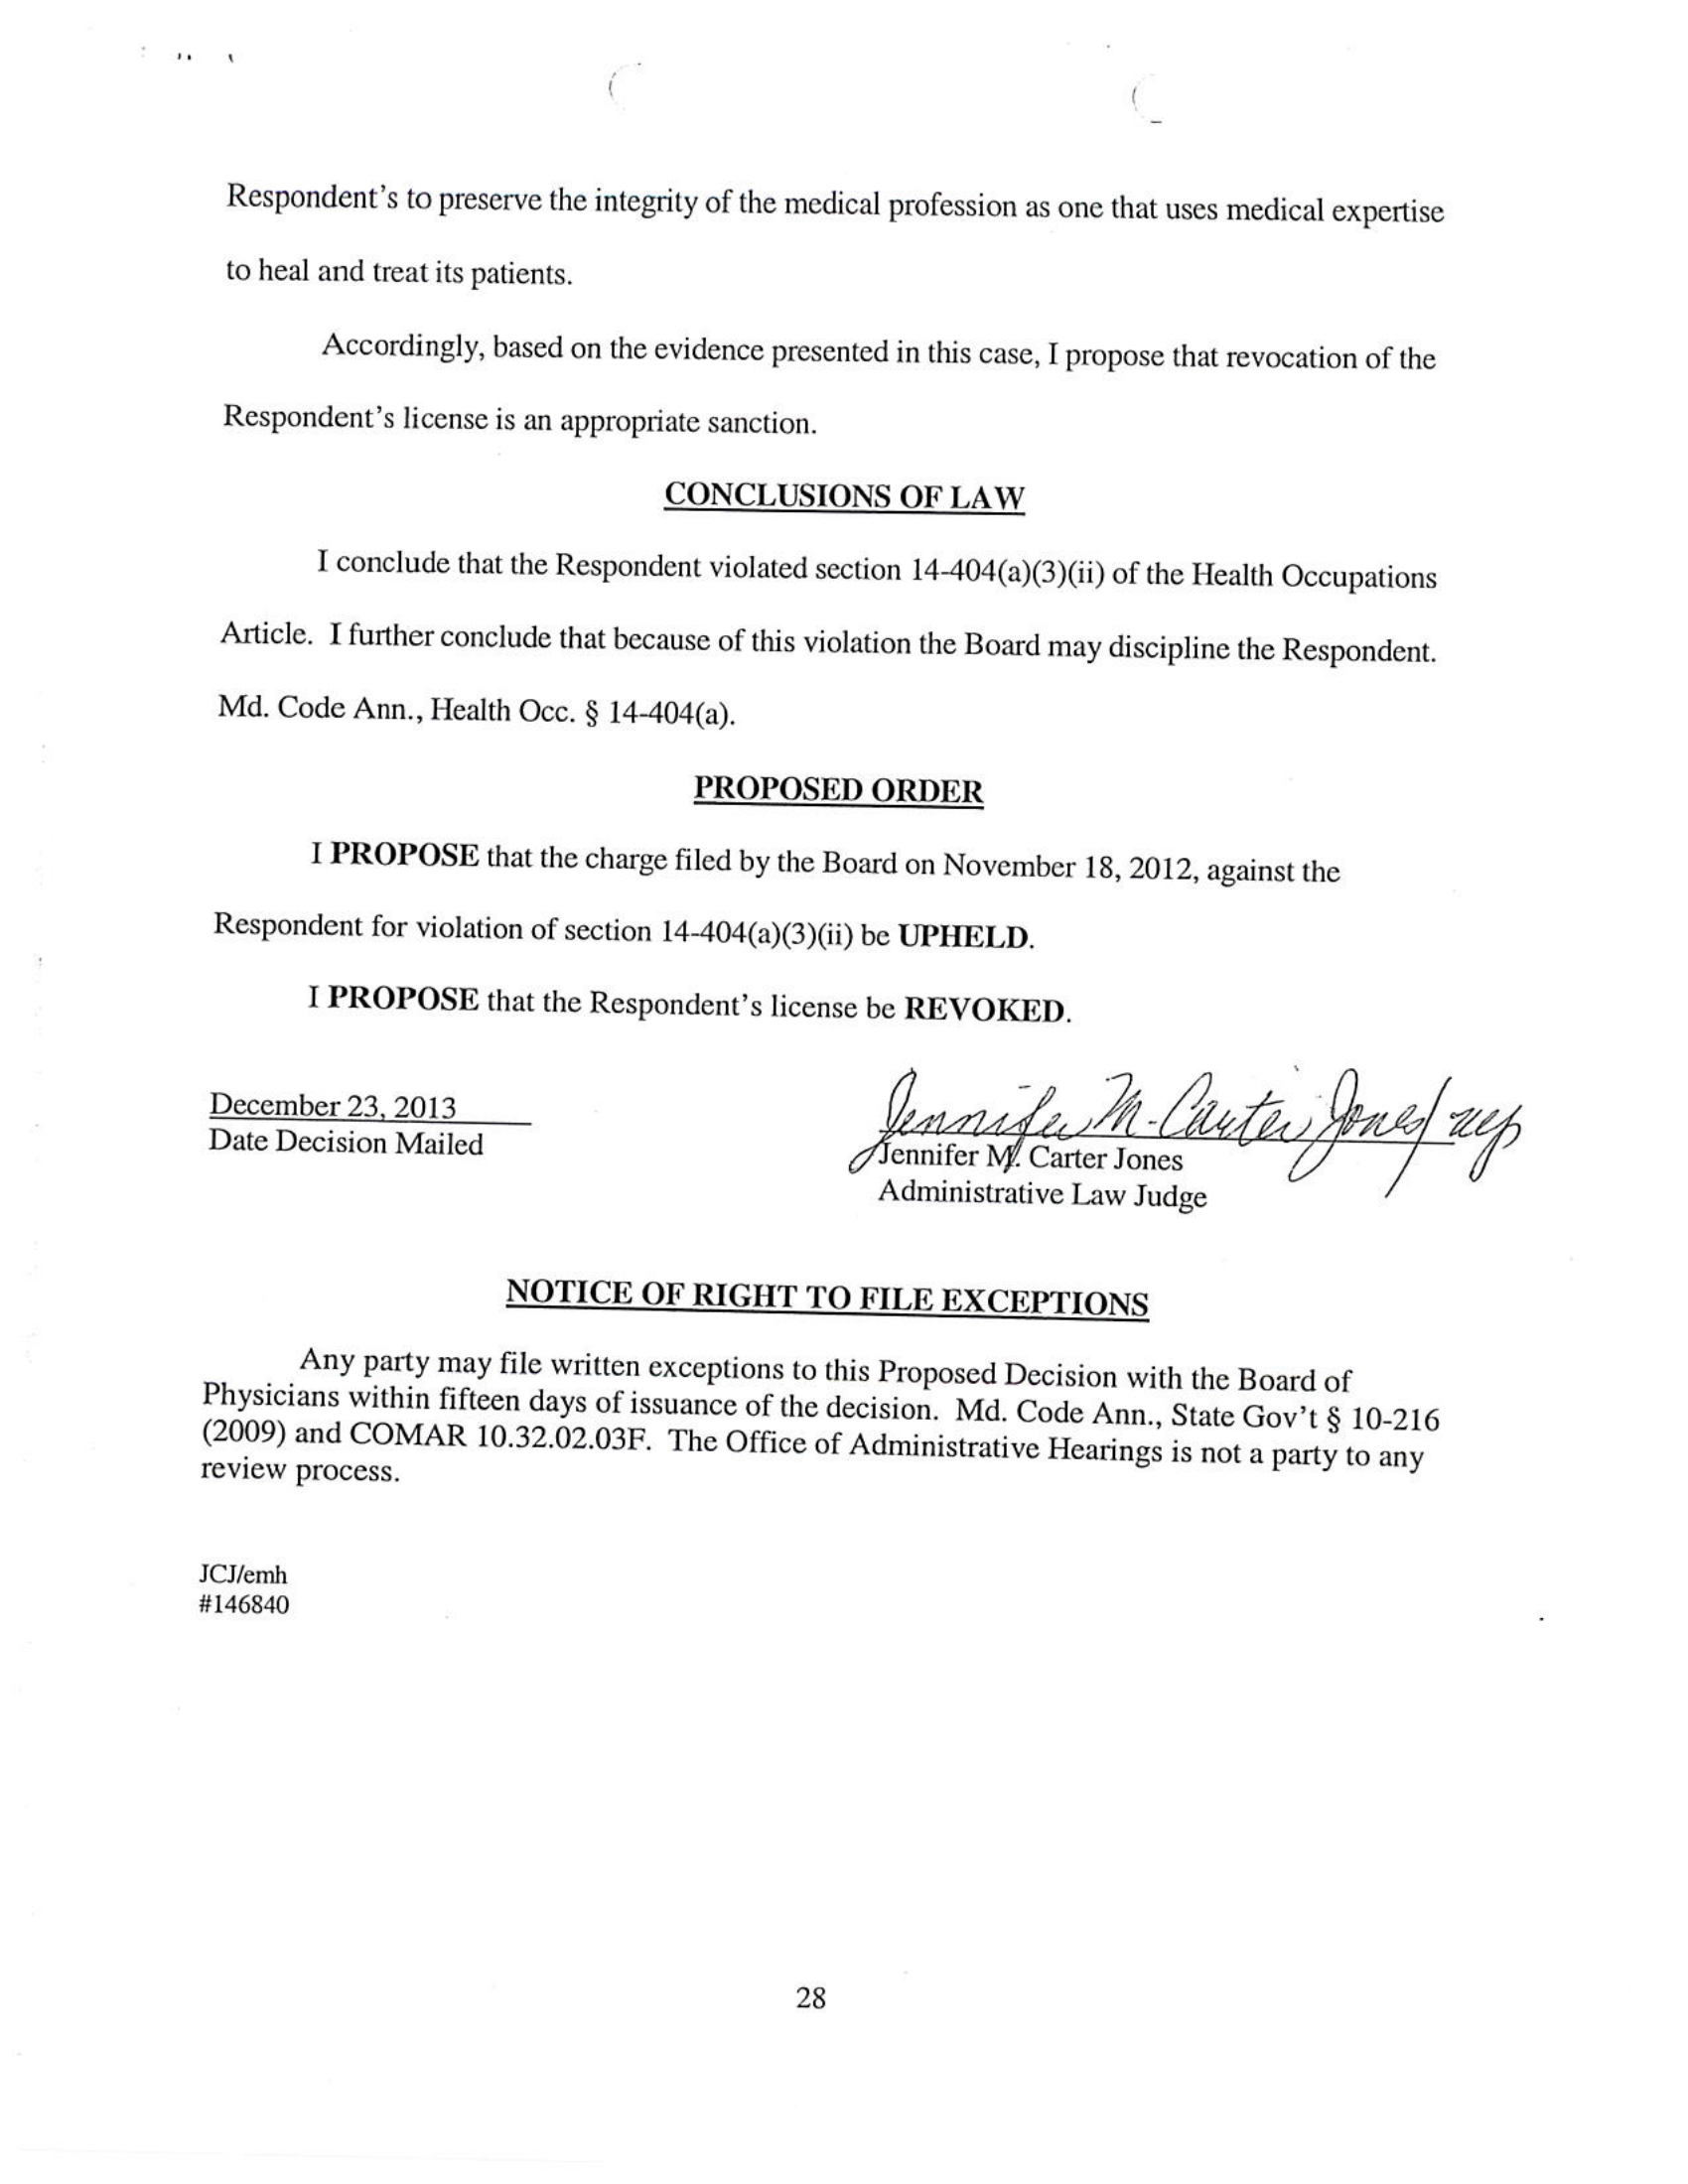 Respondent's to preserve the integrity of the medical profession as one that uses medical expertise
to heal and treat its patients.
Accordingly, based on the evidence presented in this case, I propose that revocation of the
Respondent's license is an appropriate sanction.
CONCLUSIONS OF LAW
I conclude that the Respondent violated section 14-404(a)(3)(ii) of the Health Occupations
Article. I further conclude that because of this violation the Board may discipline the Respondent.
Md. Code Ann., Health Occ. § 14-404(a).
PROPOSED ORDER
I PROPOSE that the charge filed by the Board on November 18, 2012, against the
Respondent for violation of section 14-404(a)(3)(ii) be UPHELD.
I PROPOSE that the Respondent's license be REVOKED.
December 23, 2013
Date Decision Mailed
Jennifer M. Carter Jones/
Jennifer M. Carter Jones
Administrative Law Judge
NOTICE OF RIGHT TO FILE EXCEPTIONS
Any party may file written exceptions to this Proposed Decision with the Board of
Physicians within fifteen days of issuance of the decision. Md. Code Ann., State Gov't § 10-216
(2009) and COMAR 10.32.02.03F. The Office of Administrative Hearings is not a party to any
review process.
JCJ/emh
#146840
28